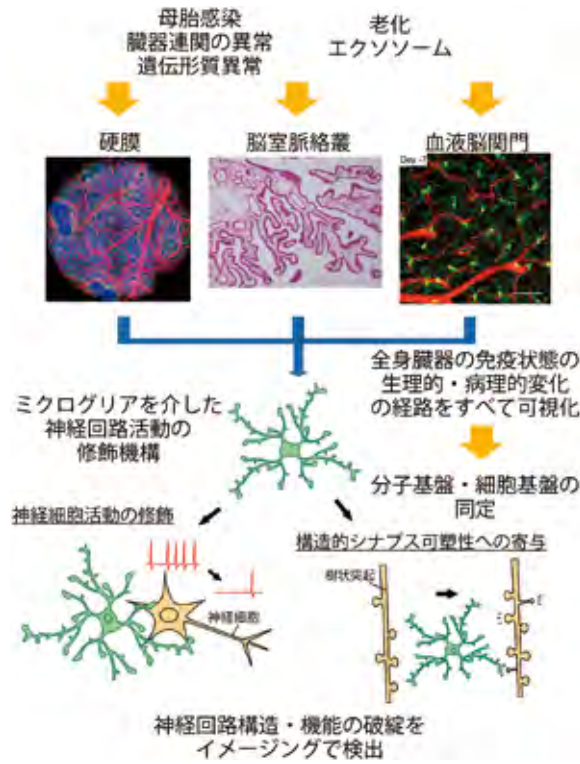 母胎感染
臓器連関の異常
遺伝形質異常
老化
エクソソーム
硬膜
脳室脈絡叢
血液脳関門
Day -7
全身臓器の免疫状態の
生理的・病理的変化
の経路をすべて可視化
ミクログリアを介した
神経回路活動の
修飾機構
分子基盤・細胞基盤の
同定
神経細胞活動の修飾
神経細胞
構造的シナプス可塑性への寄与
樹状突起
神経回路構造・機能の破綻を
イメージングで検出